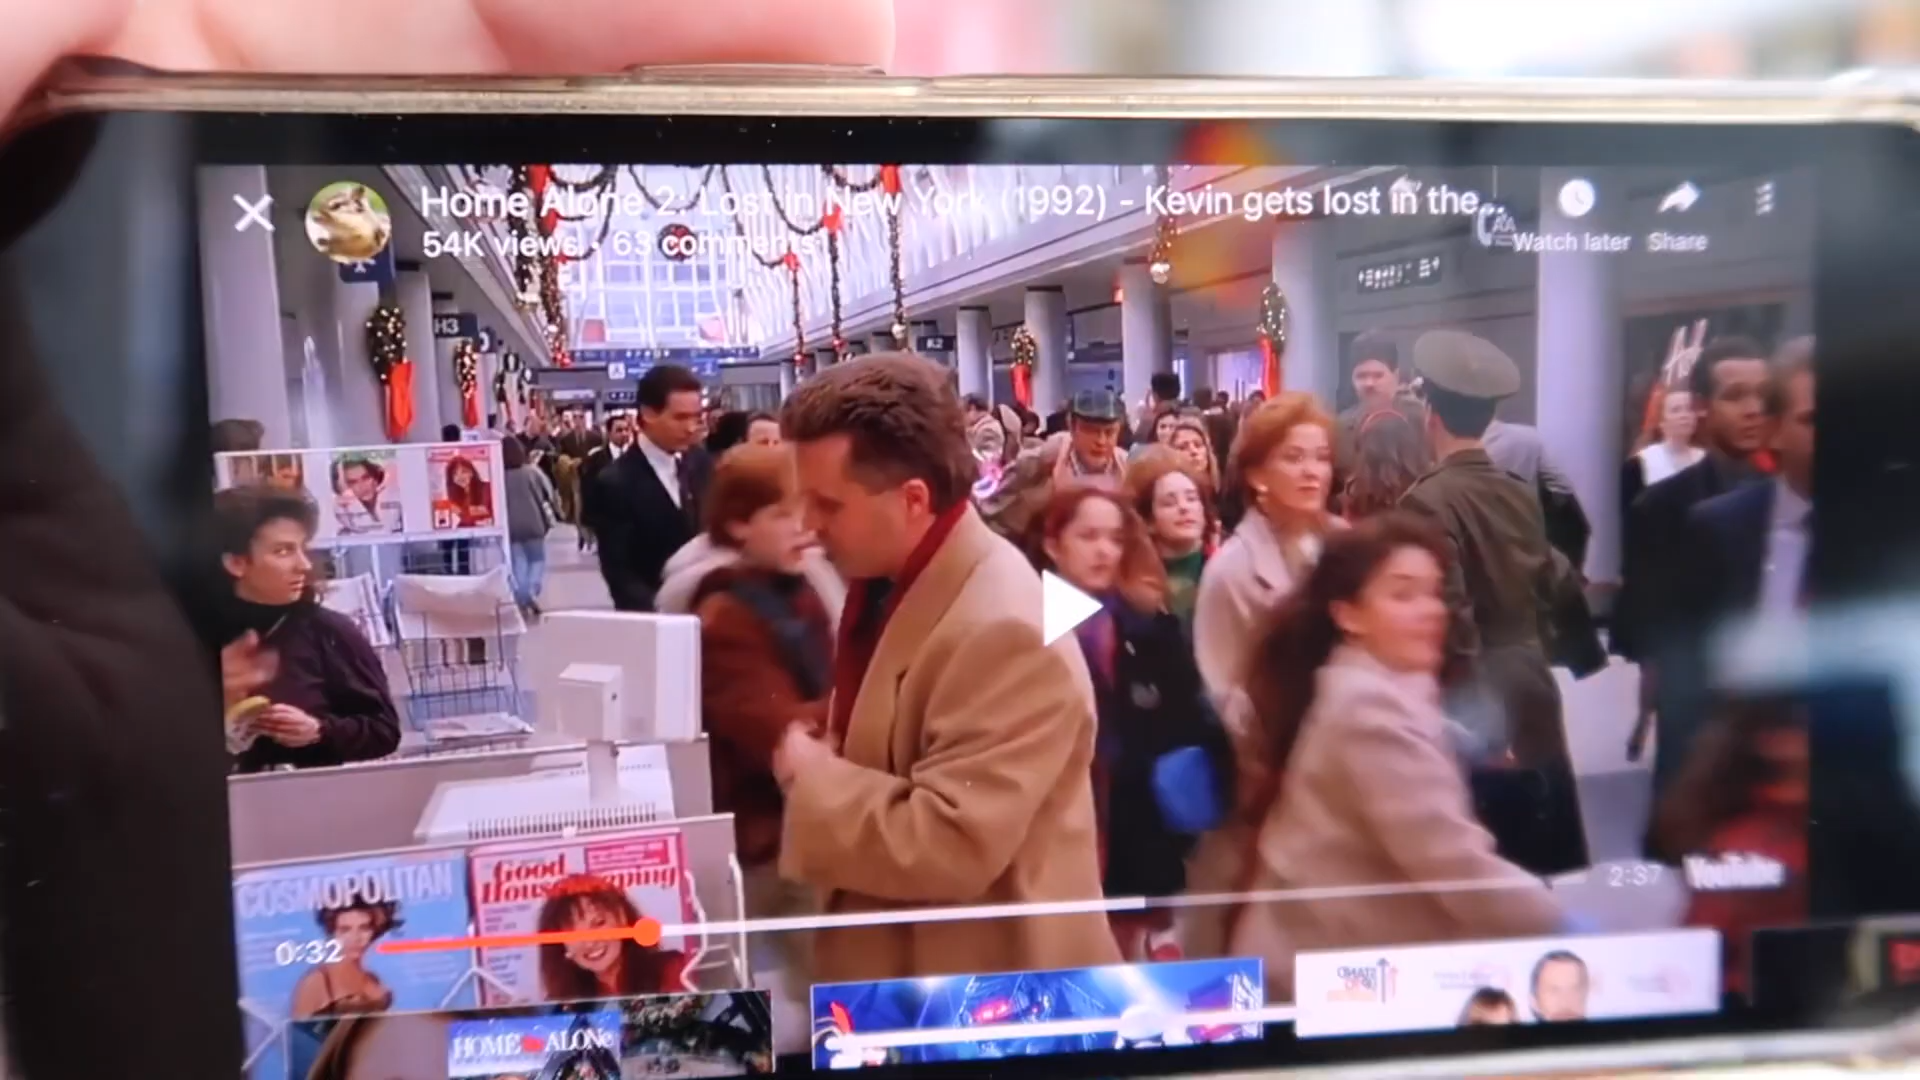 Home Alone 2: Lost in New York (1992) - Kevin gets lost in the...
54K views • 63 comments
Watch later
Share
H3
K2
COSMOPOLITAN
Good
Housekeeping
0:32
2:37
YouTube
HOME ALONe